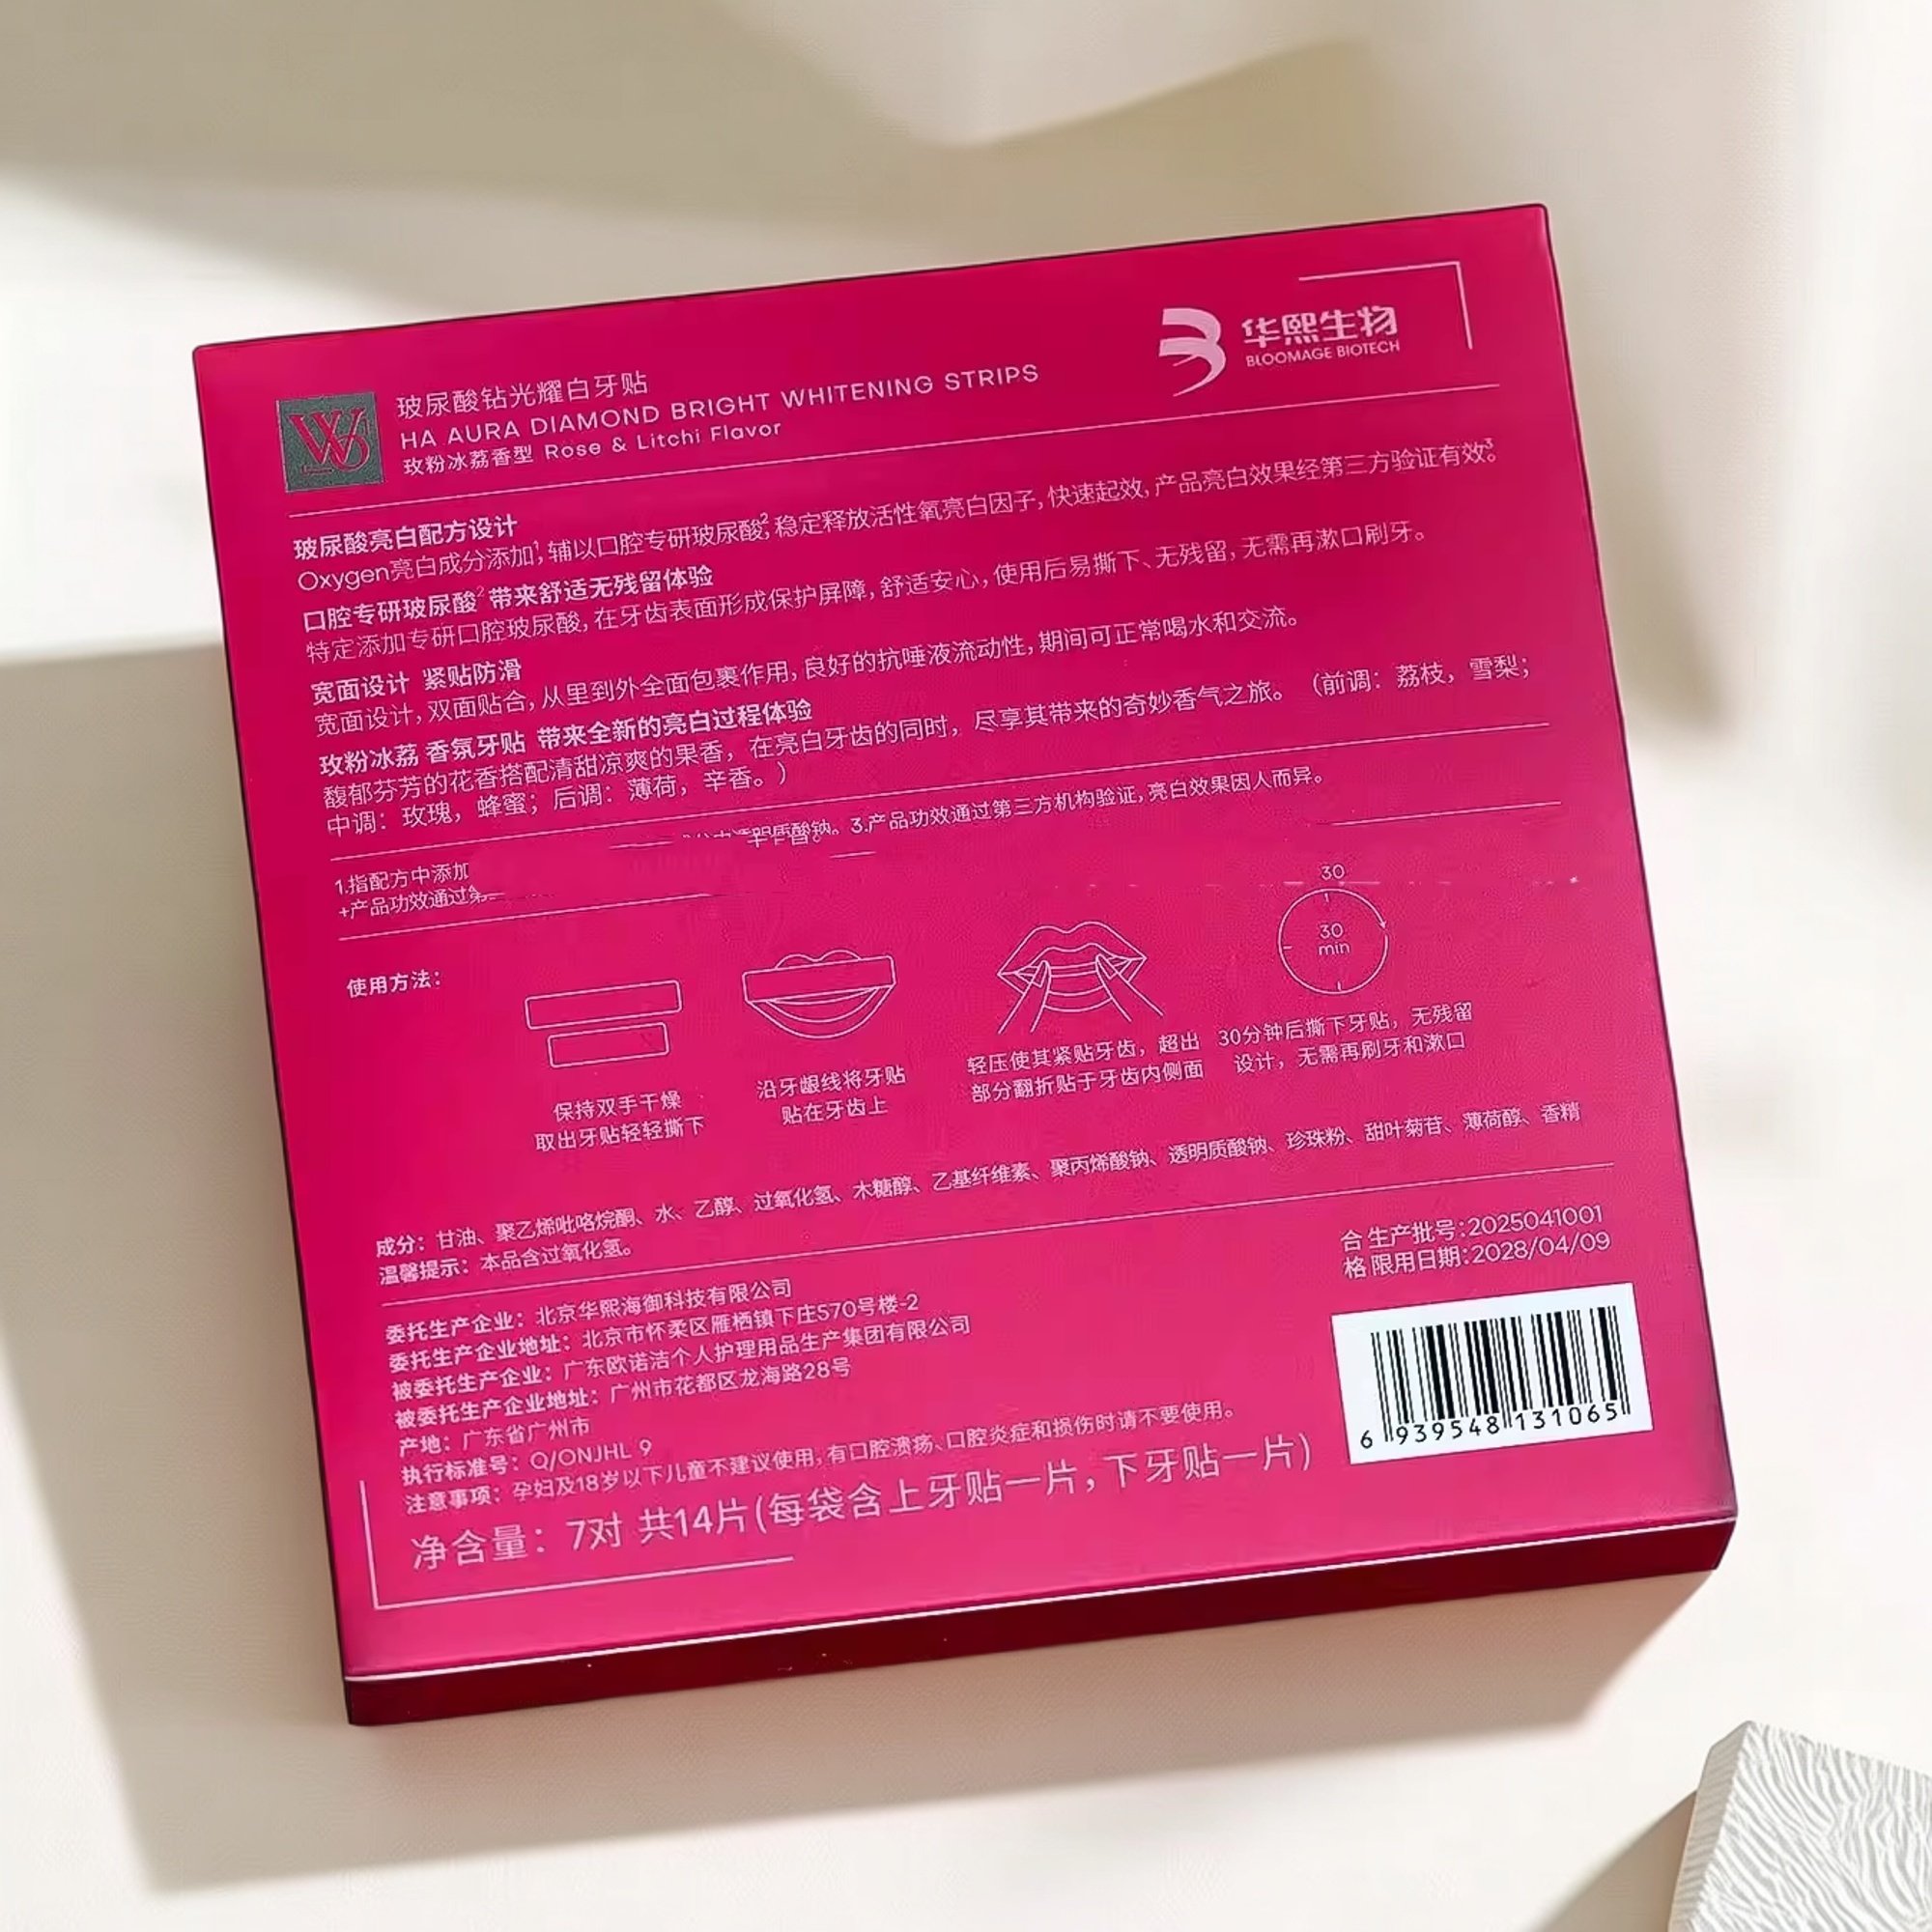 玻尿酸钻光耀白牙贴
HA AURA DIAMOND BRIGHT WHITENING STRIPS
玫粉冰荔香型 Rose & Litchi Flavor
华熙生物
BLOOMAGE BIOTECH
玻尿酸亮白配方设计
Oxygen亮白成分添加1,辅以口腔专研玻尿酸2,稳定释放活性氧亮白因子,快速起效,产品亮白效果经第三方验证有效3。
口腔专研玻尿酸2 带来舒适无残留体验
特定添加专研口腔玻尿酸,在牙齿表面形成保护屏障,舒适安心,使用后易撕下、无残留,无需再漱口刷牙。
宽面设计 紧贴防滑
宽面设计,双面贴合,从里到外全面包裹作用,良好的抗唾液流动性,期间可正常喝水和交流。
玫粉冰荔 香氛牙贴 带来全新的亮白过程体验
馥郁芬芳的花香搭配清甜凉爽的果香，在亮白牙齿的同时，尽享其带来的奇妙香气之旅。（前调：荔枝，雪梨；
中调：玫瑰，蜂蜜；后调：薄荷，辛香。）
1.指配方中添加 透明质酸钠。3.产品功效通过第三方机构验证,亮白效果因人而异。
+产品功效通过第
使用方法：
保持双手干燥
取出牙贴轻轻撕下
沿牙龈线将牙贴
贴在牙齿上
轻压使其紧贴牙齿，超出
部分翻折贴于牙齿内侧面
30
30
min
30分钟后撕下牙贴，无残留
设计，无需再刷牙和漱口
成分：甘油、聚乙烯吡咯烷酮、水、乙醇、过氧化氢、木糖醇、乙基纤维素、聚丙烯酸钠、透明质酸钠、珍珠粉、甜叶菊苷、薄荷醇、香精
温馨提示：本品含过氧化氢。
委托生产企业：北京华熙海御科技有限公司
委托生产企业地址：北京市怀柔区雁栖镇下庄570号楼-2
被委托生产企业：广东欧诺洁个人护理用品生产集团有限公司
被委托生产企业地址：广州市花都区龙海路28号
产地：广东省广州市
执行标准号：Q/ONJHL 9
注意事项：孕妇及18岁以下儿童不建议使用,有口腔溃疡、口腔炎症和损伤时请不要使用。
净含量：7对 共14片(每袋含上牙贴一片，下牙贴一片)
合 生产批号:2025041001
格 限用日期:2028/04/09
6 939548 131065